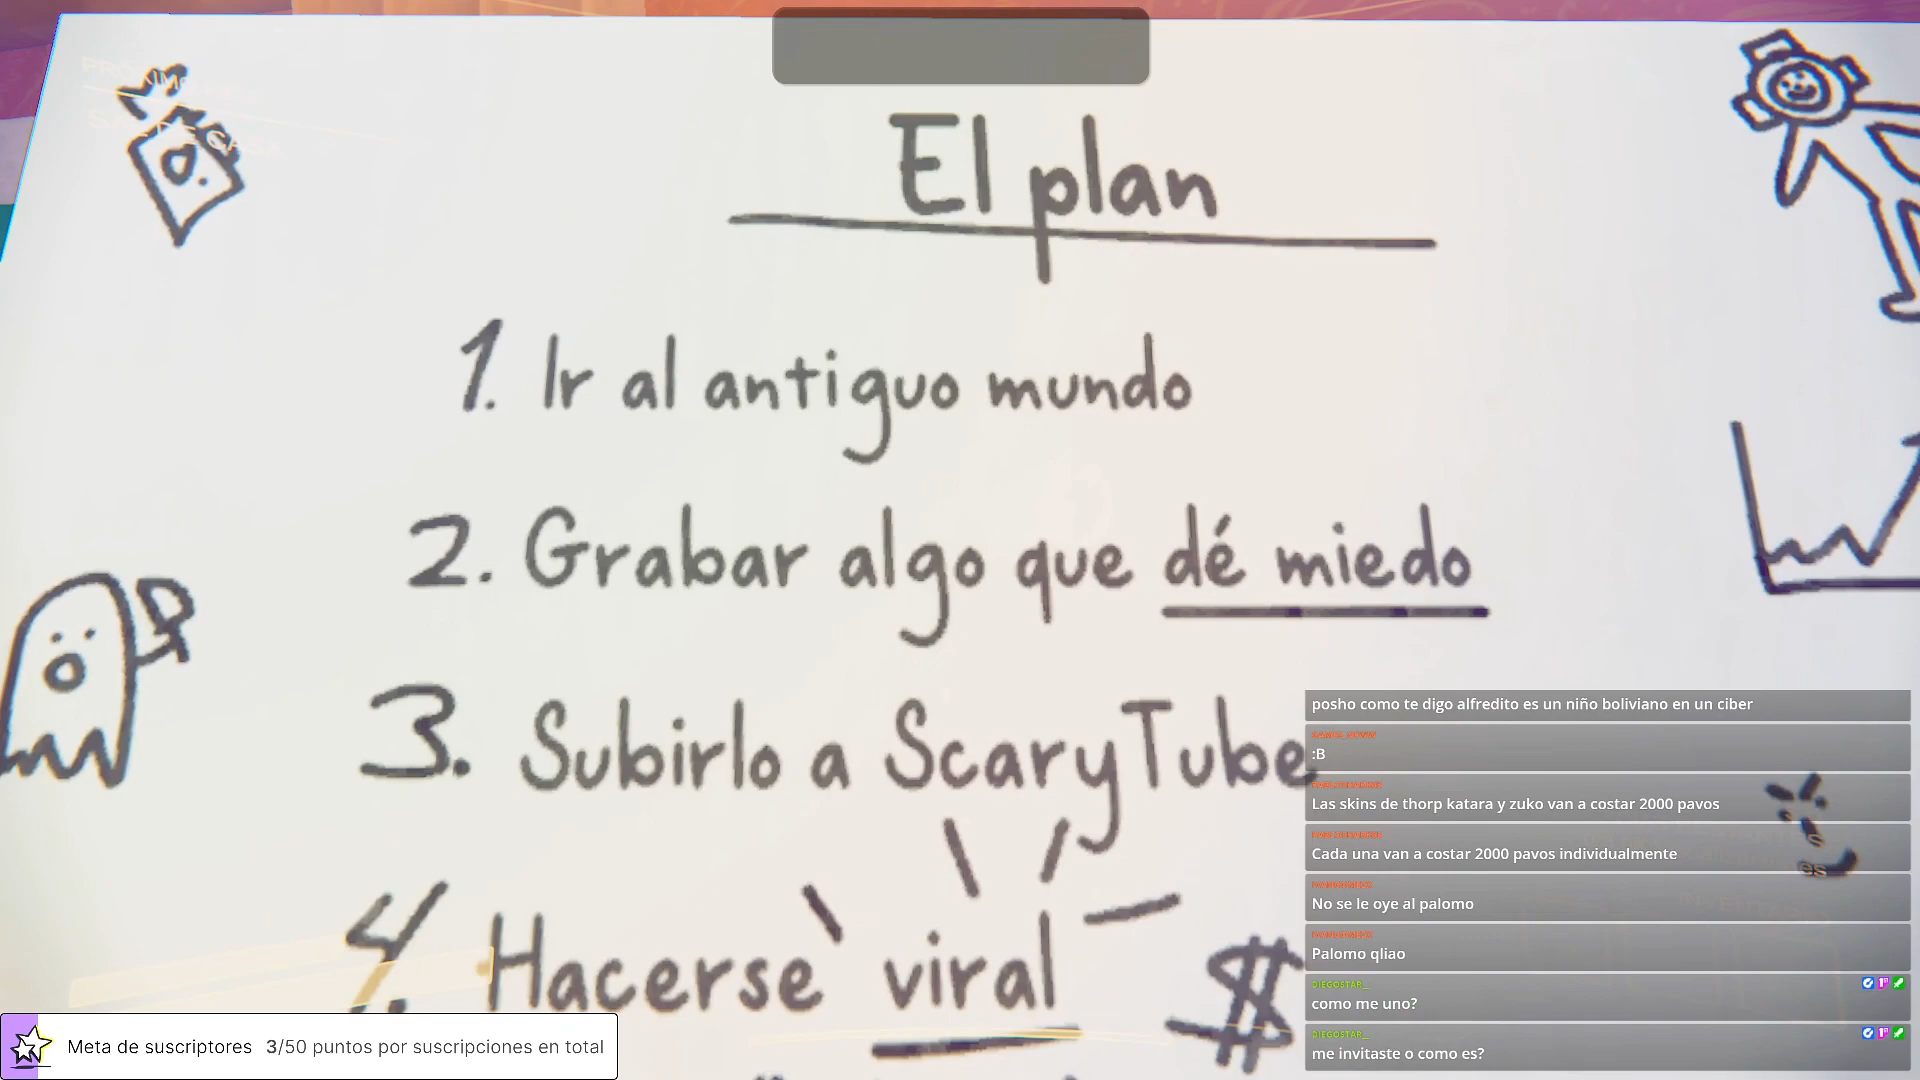 El plan
1. Ir al antiguo mundo
2. Grabar algo que dé miedo
3. Subirlo a ScaryTube
4. Hacerse viral
$
posho como te digo alfredito es un niño boliviano en un ciber
:B
Las skins de thorp katara y zuko van a costar 2000 pavos
Cada una van a costar 2000 pavos individualmente
No se le oye al palomo
Palomo qliao
DIEGOSTAR_
como me uno?
DIEGOSTAR_
me invitaste o como es?
Meta de suscriptores 3/50 puntos por suscripciones en total